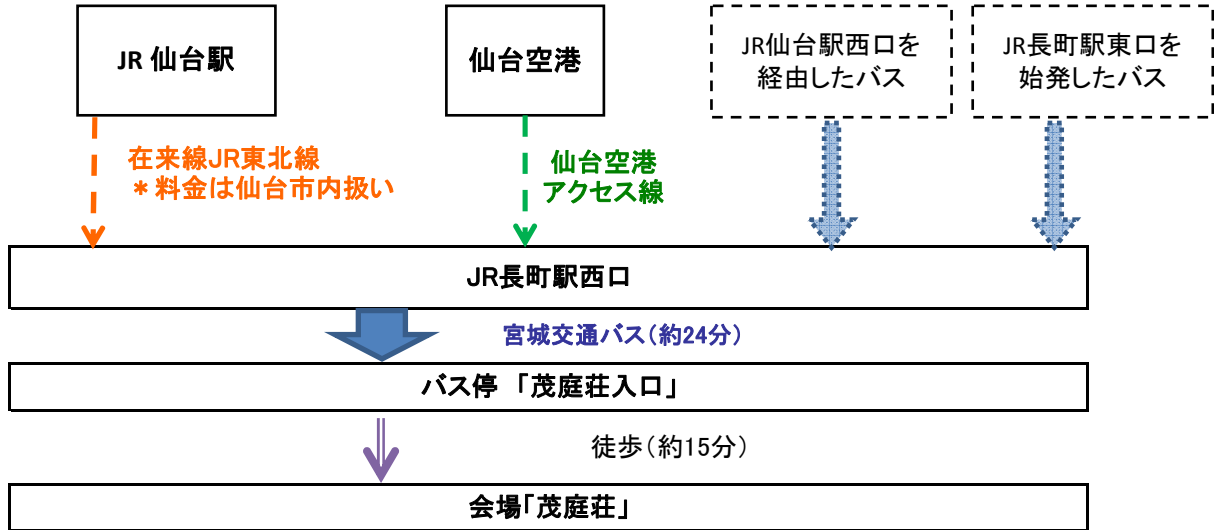 JR 仙台駅
仙台空港
JR仙台駅西口を
経由したバス
JR長町駅東口を
始発したバス
在来線JR東北線
＊料金は仙台市内扱い
仙台空港
アクセス線
JR長町駅西口
宮城交通バス（約24分）
バス停 「茂庭荘入口」
徒歩（約15分）
会場「茂庭荘」